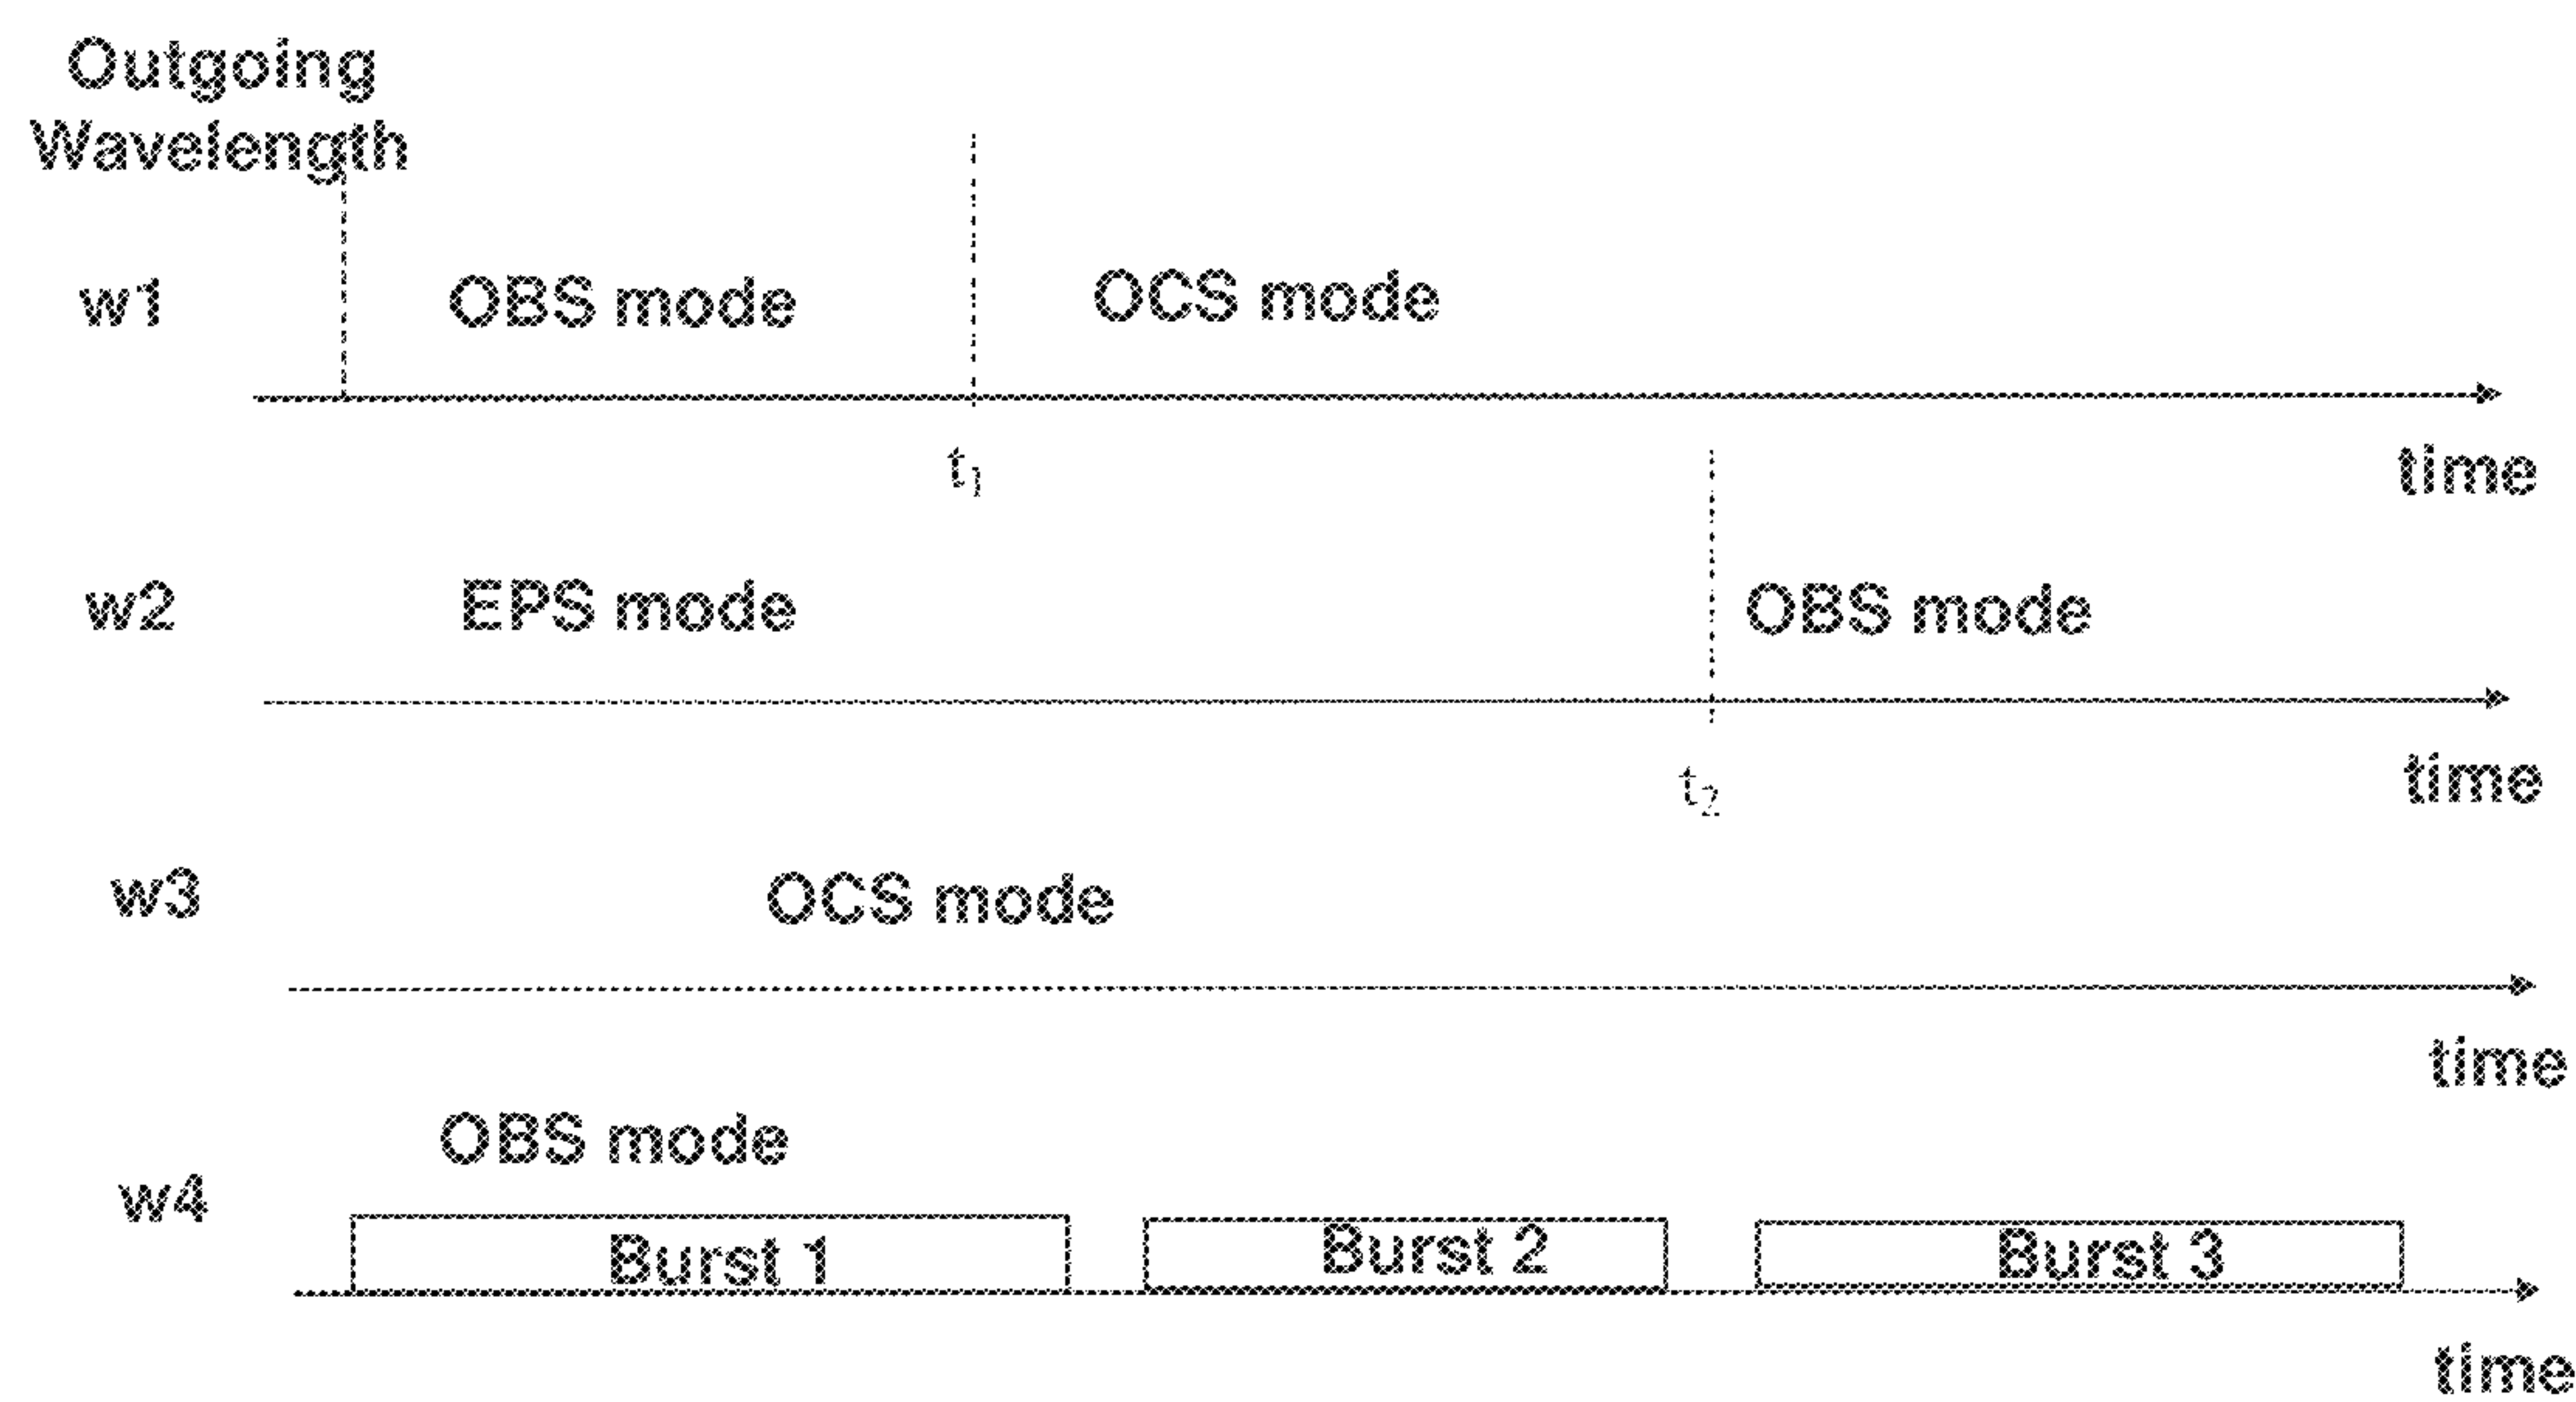 Outgoing
Wavelength
w1 OBS mode OCS mode
t1 time
w2 EPS mode OBS mode
t2 time
w3 OCS mode
time
OBS mode
w4 Burst 1 Burst 2 Burst 3
time